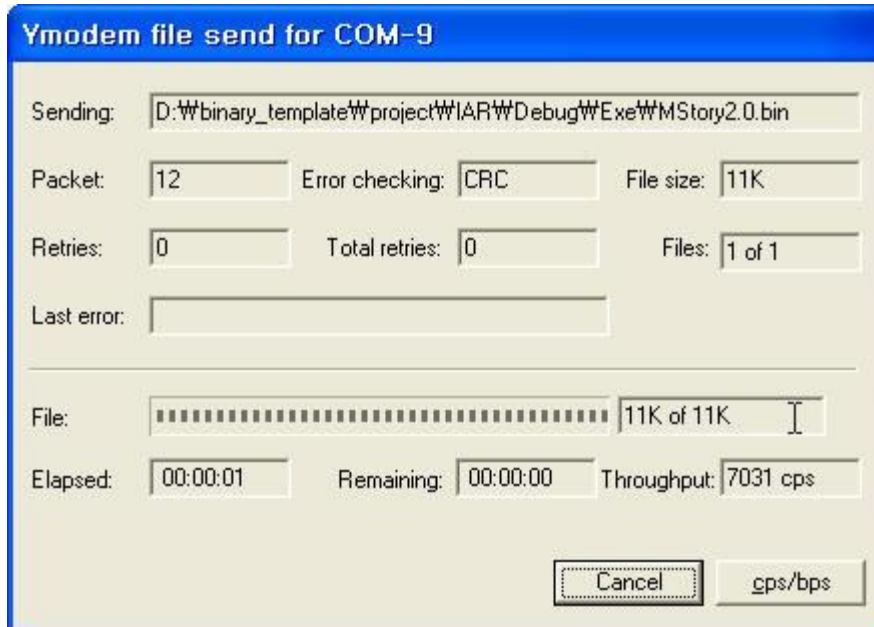 Ymodem file send for COM-9
Sending: D:₩binary_template₩project₩IAR₩Debug₩Exe₩MStory2.0.bin
Packet: 12 Error checking: CRC File size: 11K
Retries: 0 Total retries: 0 Files: 1 of 1
Last error:
File: 11K of 11K
Elapsed: 00:00:01 Remaining: 00:00:00 Throughput: 7031 cps
Cancel cps/bps